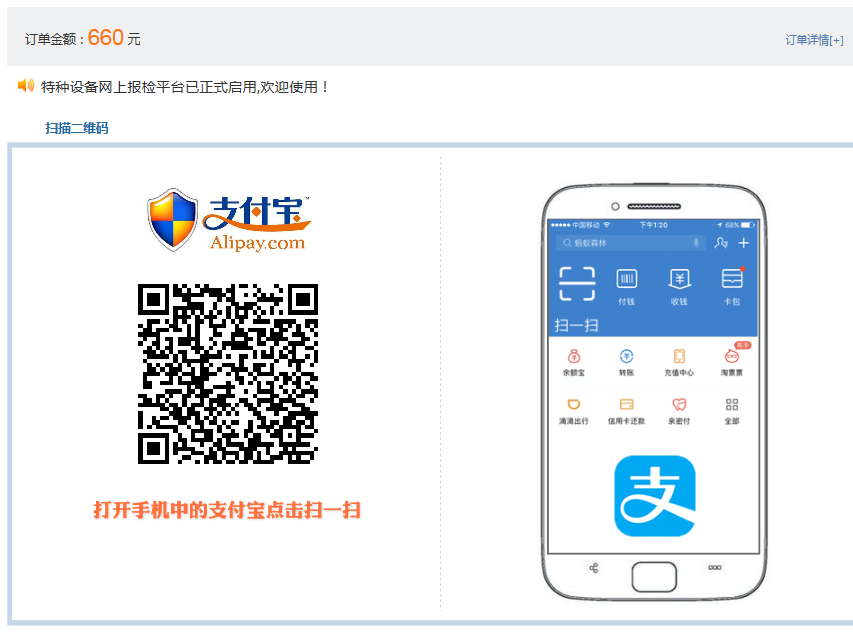 订单金额：660 元
订单详情[+]
特种设备网上报检平台已正式启用,欢迎使用！
扫描二维码
支付宝™
Alipay.com
打开手机中的支付宝点击扫一扫
中国移动 下午1:20 68%
蚂蚁森林
付钱 收钱 卡包
扫一扫
余额宝 转账 充值中心 淘票票
滴滴出行 信用卡还款 亲密付 全部
支